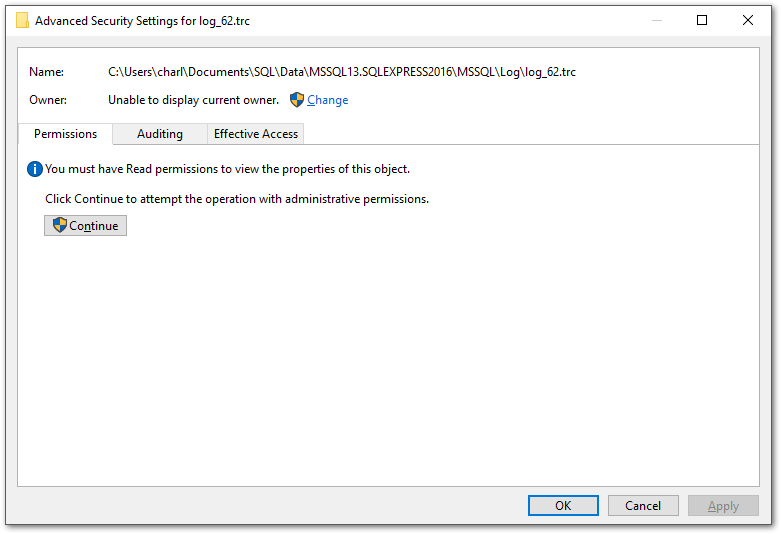 Advanced Security Settings for log_62.trc
Name: C:\Users\charl\Documents\SQL\Data\MSSQL13.SQLEXPRESS2016\MSSQL\Log\log_62.trc
Owner: Unable to display current owner. Change
Permissions Auditing Effective Access
You must have Read permissions to view the properties of this object.
Click Continue to attempt the operation with administrative permissions.
Continue
OK Cancel Apply